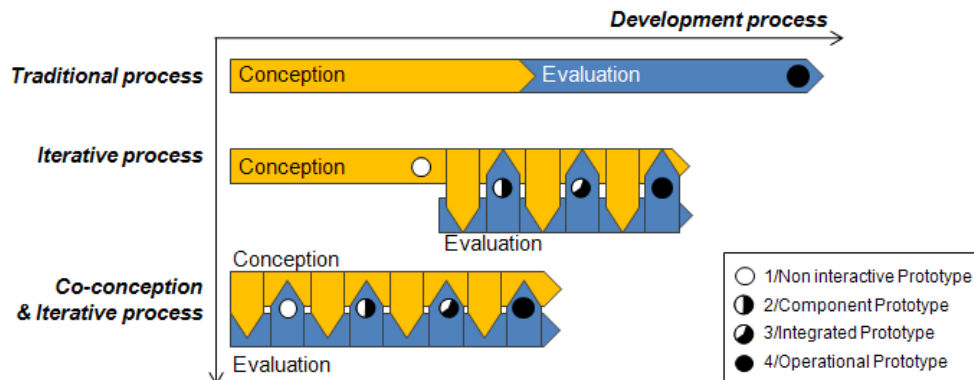 Development process
Traditional process
Conception
Evaluation
Iterative process
Conception
Evaluation
Conception
Co-conception
& Iterative process
Evaluation
1/Non interactive Prototype
2/Component Prototype
3/Integrated Prototype
4/Operational Prototype